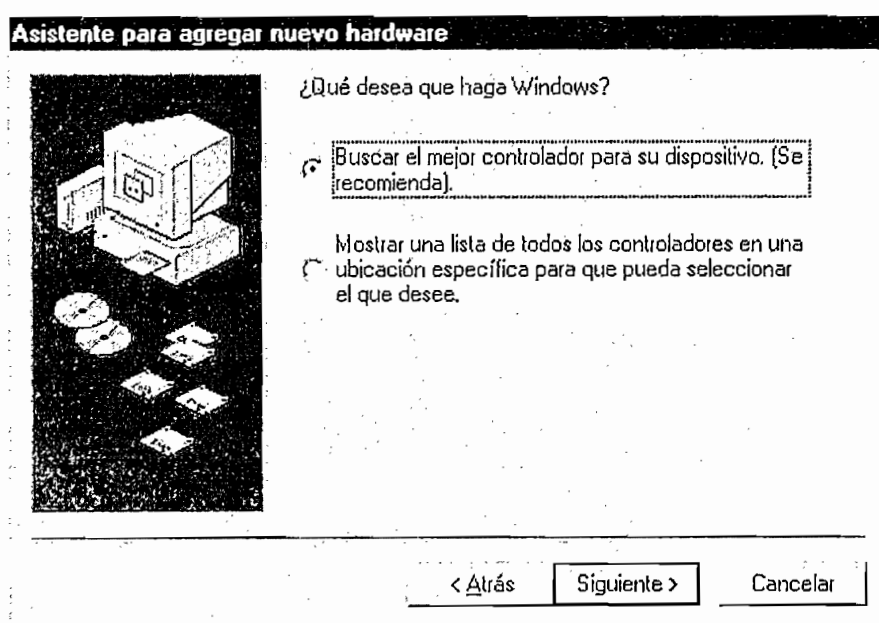 Asistente para agregar nuevo hardware
¿Qué desea que haga Windows?
Buscar el mejor controlador para su dispositivo. (Se
recomienda).
Mostrar una lista de todos los controladores en una
ubicación específica para que pueda seleccionar
el que desee.
< Atrás
Siguiente >
Cancelar